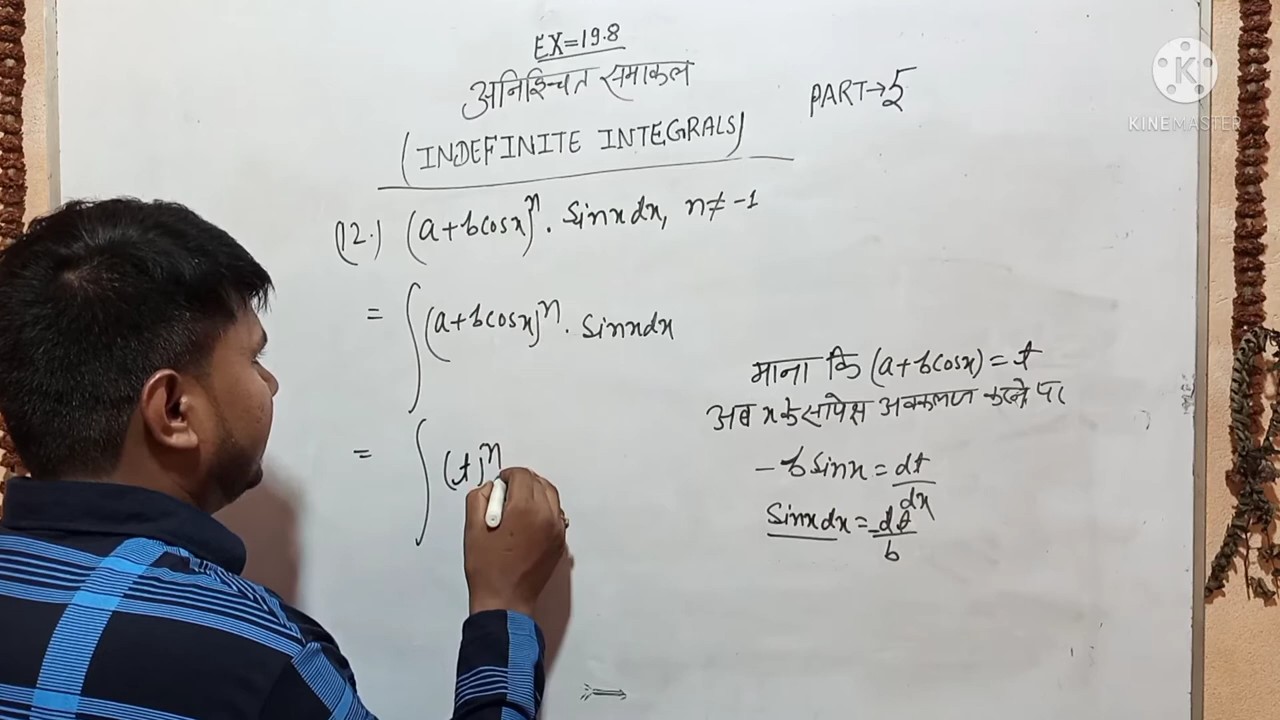 EX=19.8
अनिश्चित समाकल
(INDEFINITE INTEGRALS)
PART→5
(12.) (a+bcosx)ⁿ. Sinxdx, n≠-1
= ∫(a+bcosx)ⁿ. Sinxdx
= ∫(t)ⁿ
माना कि (a+bcosx)=t
अब x के सापेक्ष अवकलन करने पर
-bsinx=dt/dx
Sinxdx=-dt/b
K
KINEMASTER